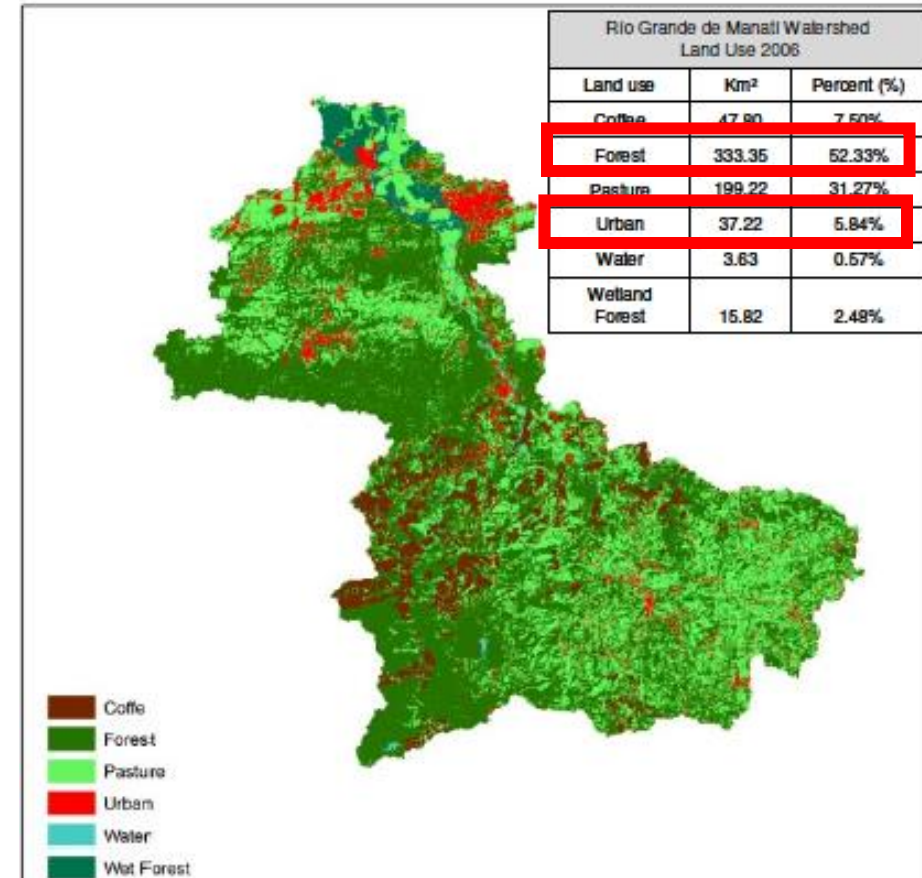 Rio Grande de Manati Watershed
Land Use 2006
Land use Km² Percent (%)
Coffee 47.80 7.50%
Forest 333.35 52.33%
Pasture 199.22 31.27%
Urban 37.22 5.84%
Water 3.63 0.57%
Wetland
Forest 15.82 2.48%
Coffe
Forest
Pasture
Urban
Water
Wet Forest